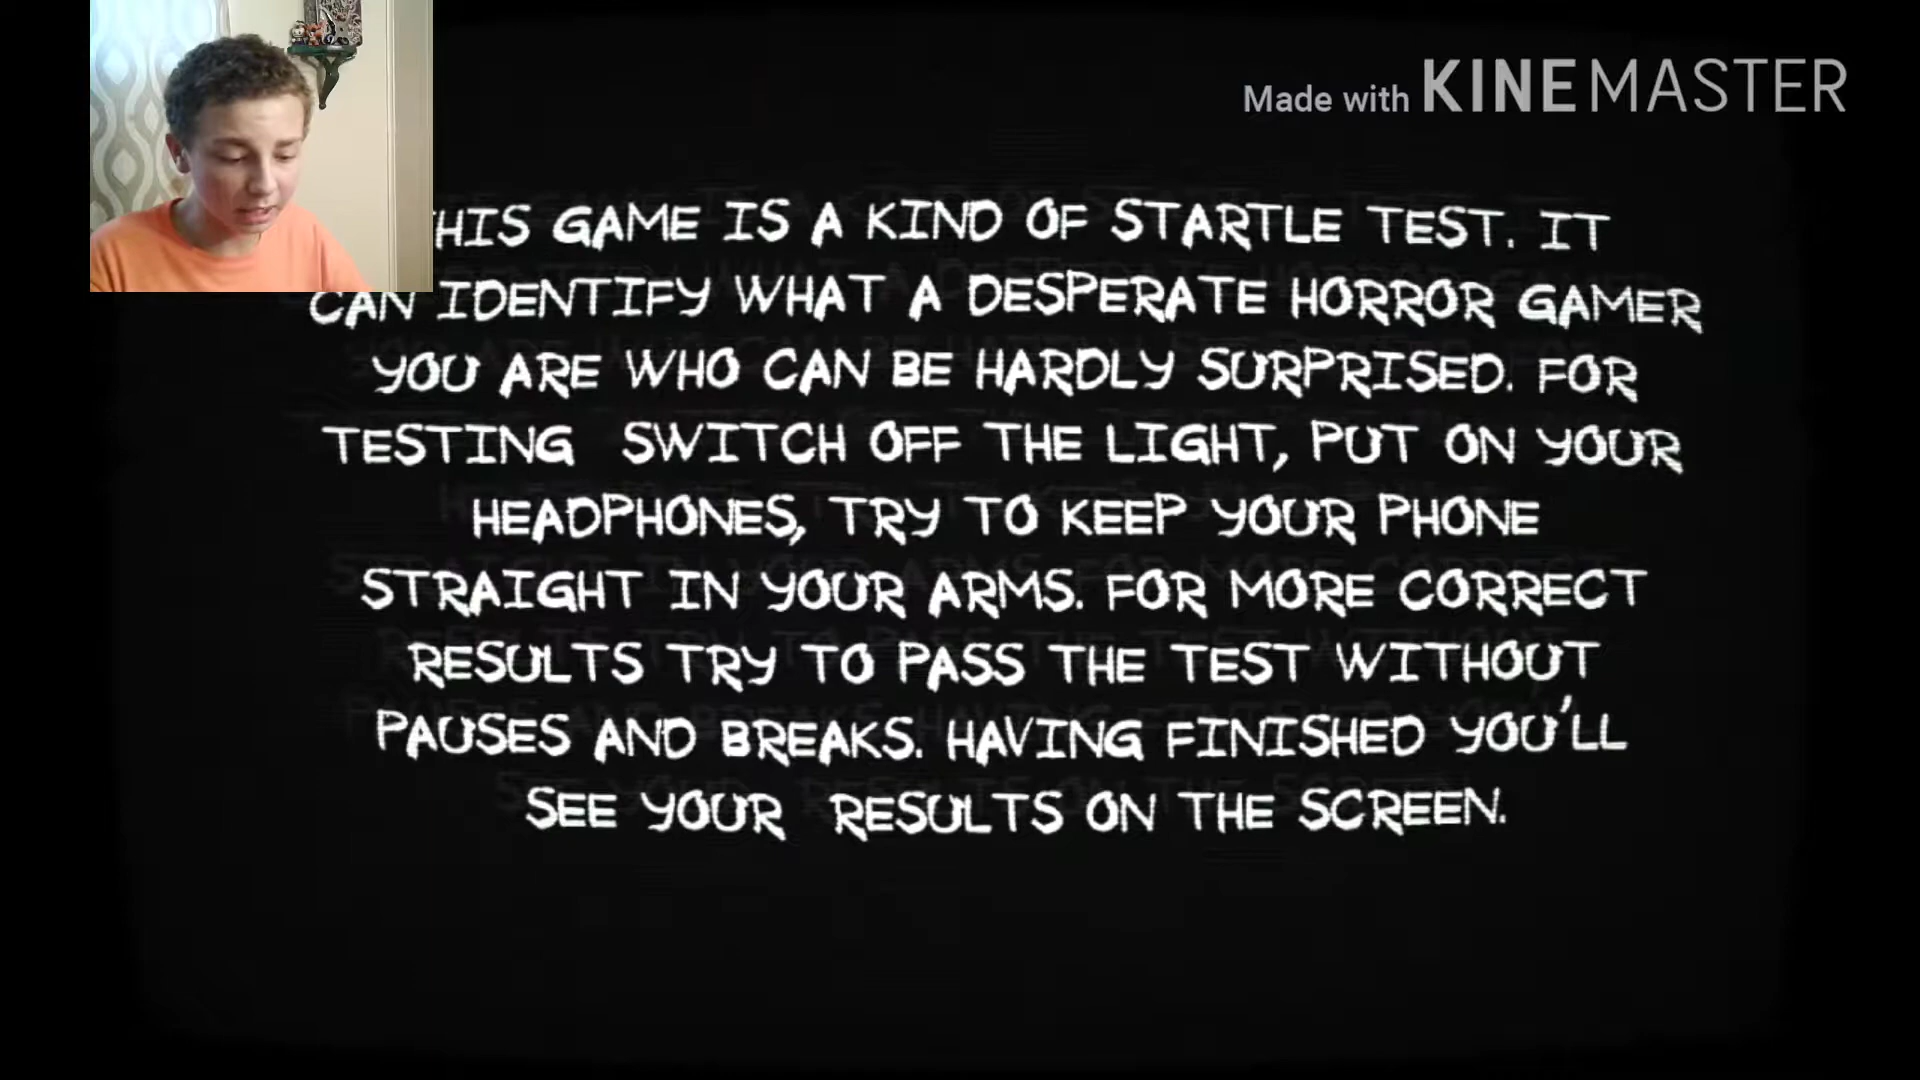 Made with KINEMASTER
HIS GAME IS A KIND OF STARTLE TEST. IT
CAN IDENTIFY WHAT A DESPERATE HORROR GAMER
YOU ARE WHO CAN BE HARDLY SURPRISED. FOR
TESTING SWITCH OFF THE LIGHT, PUT ON YOUR
HEADPHONES, TRY TO KEEP YOUR PHONE
STRAIGHT IN YOUR ARMS. FOR MORE CORRECT
RESULTS TRY TO PASS THE TEST WITHOUT
PAUSES AND BREAKS. HAVING FINISHED YOU'LL
SEE YOUR RESULTS ON THE SCREEN.